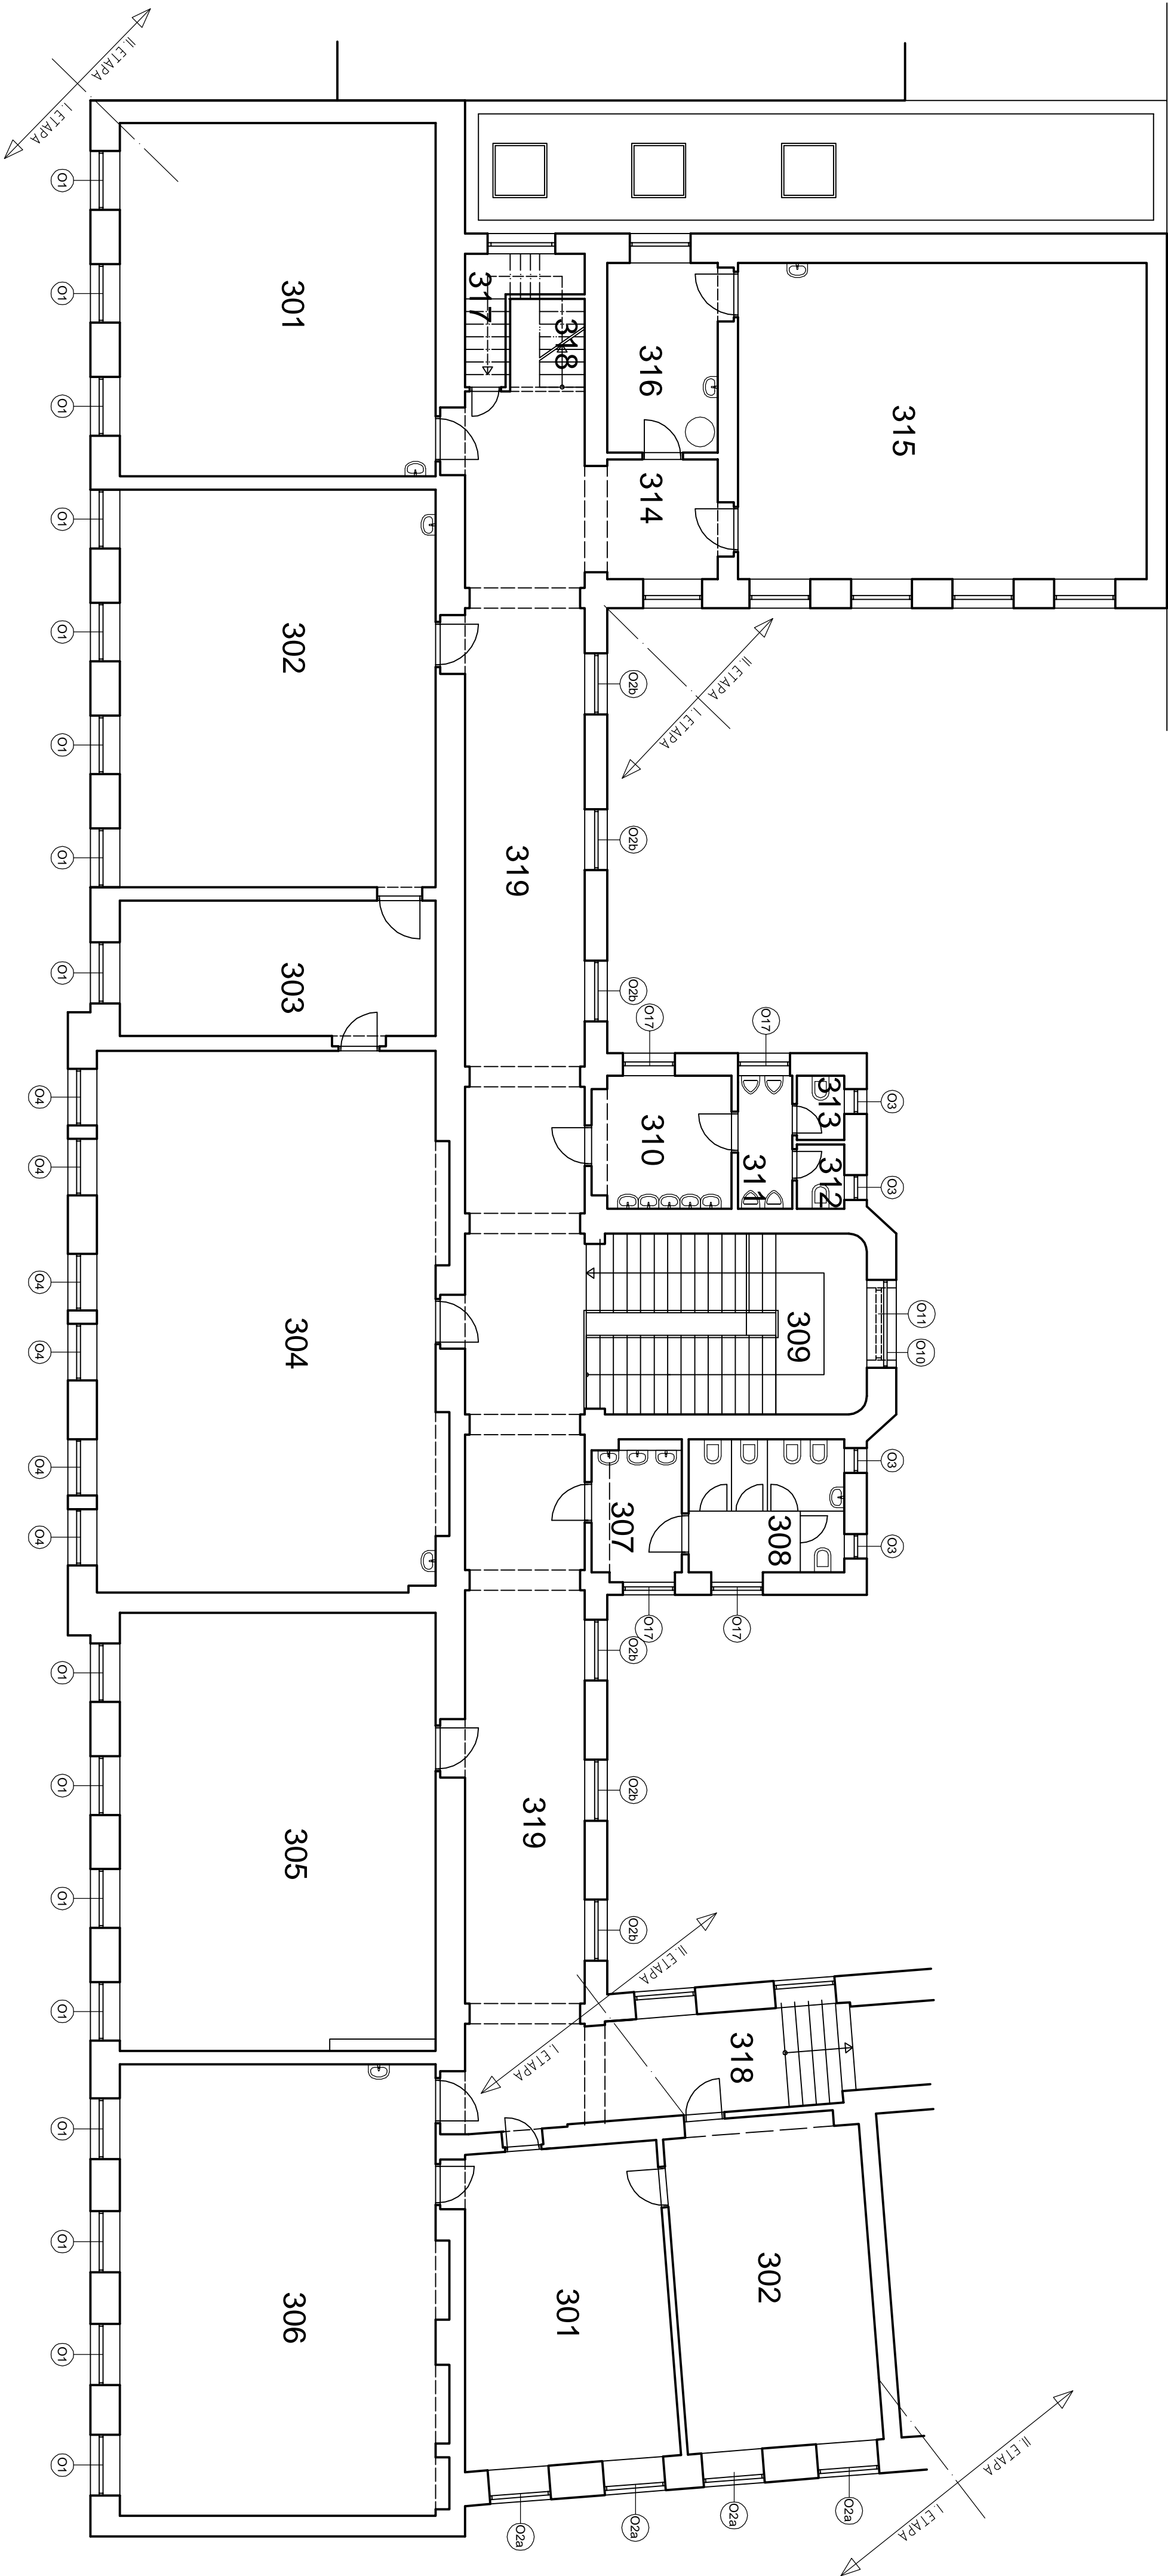 II.ETAPA
I.ETAPA
O1
O1
O1
O1
O1
O1
O1
O1
O4
O4
O4
O4
O4
O4
O1
O1
O1
O1
O1
O1
O1
O1
301
302
303
304
305
306
317
318
319
319
316
314
315
II.ETAPA
I.ETAPA
O2b
O2b
O2b
O17
O17
O3
O3
310
311
313
312
309
O11
O10
307
308
O3
O3
O17
O17
O2b
O2b
O2b
II.ETAPA
I.ETAPA
318
301
302
O2a
O2a
O2a
O2a
II.ETAPA
I.ETAPA